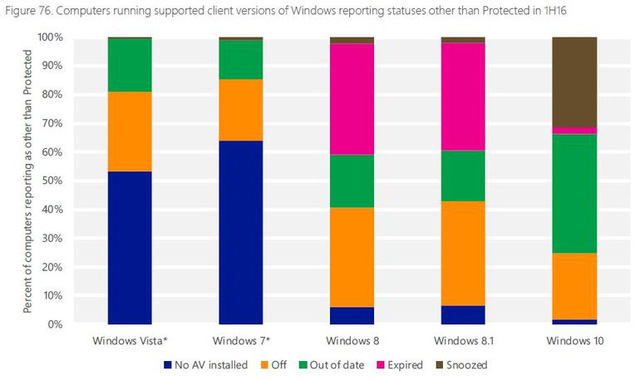 Figure 76. Computers running supported client versions of Windows reporting statuses other than Protected in 1H16
Percent of computers reporting as other than Protected
100%
90%
80%
70%
60%
50%
40%
30%
20%
10%
0%
Windows Vista* Windows 7* Windows 8 Windows 8.1 Windows 10
No AV installed Off Out of date Expired Snoozed